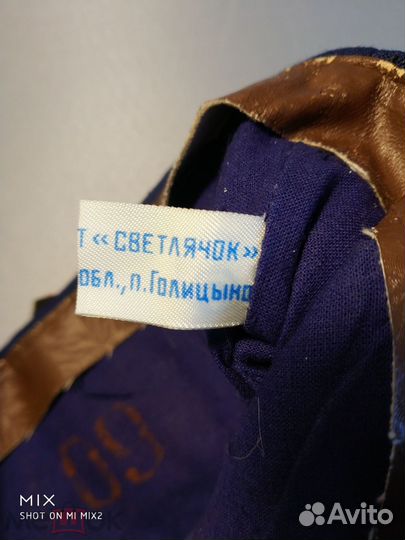 Т «СВЕТЛЯЧОК»
ОБЛ., П. ГОЛИЦЫНО
60
MIX
SHOT ON MI MIX2
Avito